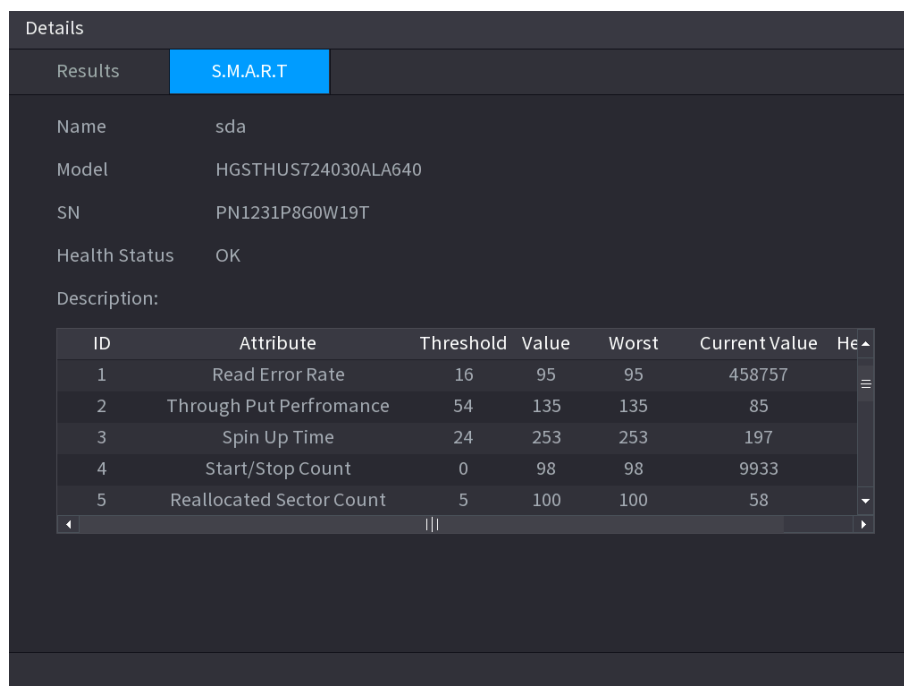 Details
Results S.M.A.R.T
Name sda
Model HGSTHUS724030ALA640
SN PN1231P8G0W19T
Health Status OK
Description:
ID Attribute Threshold Value Worst Current Value He
1 Read Error Rate 16 95 95 458757
2 Through Put Perfromance 54 135 135 85
3 Spin Up Time 24 253 253 197
4 Start/Stop Count 0 98 98 9933
5 Reallocated Sector Count 5 100 100 58